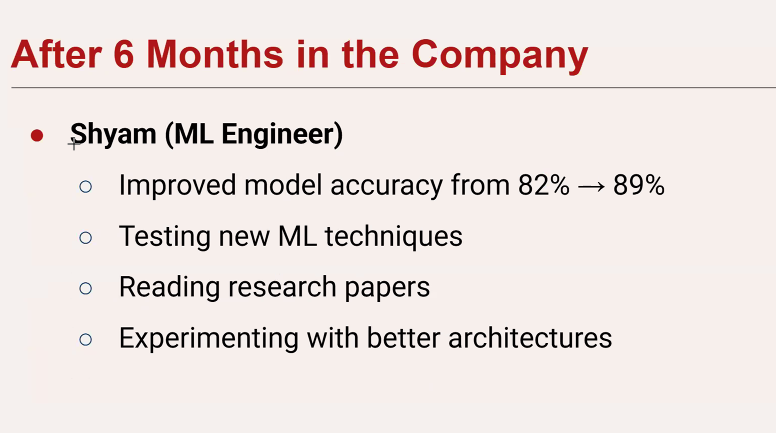 After 6 Months in the Company
● Shyam (ML Engineer)
○ Improved model accuracy from 82% → 89%
○ Testing new ML techniques
○ Reading research papers
○ Experimenting with better architectures